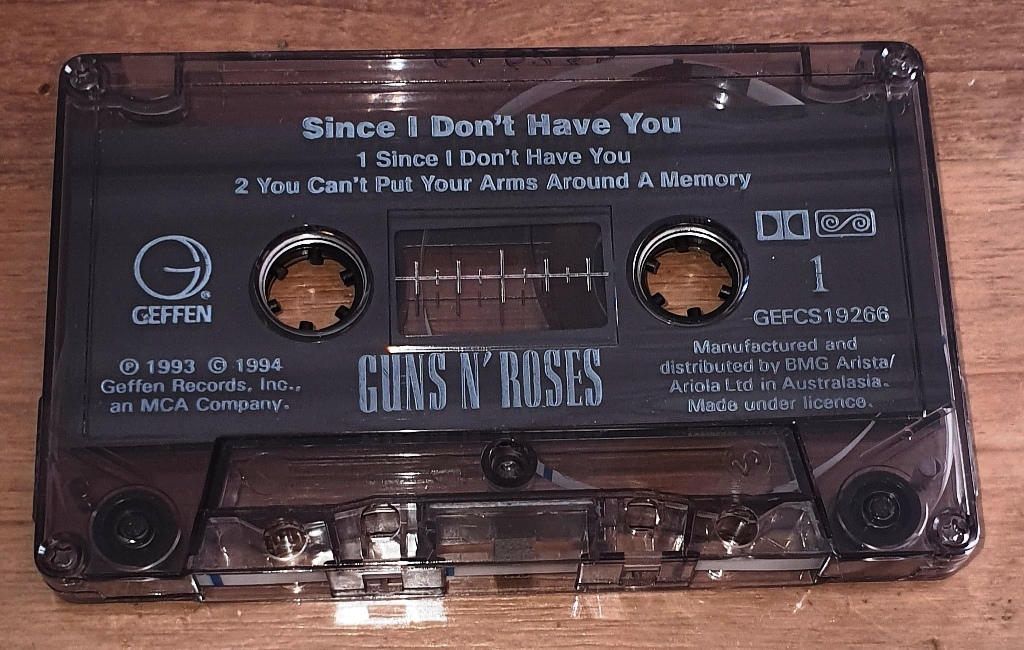 Since I Don't Have You
1 Since I Don't Have You
2 You Can't Put Your Arms Around A Memory
G
GEFFEN
®
1
GEFCS19266
℗ 1993 © 1994
Geffen Records, Inc.,
an MCA Company.
GUNS N' ROSES
Manufactured and
distributed by BMG Arista/
Ariola Ltd in Australasia.
Made under licence.